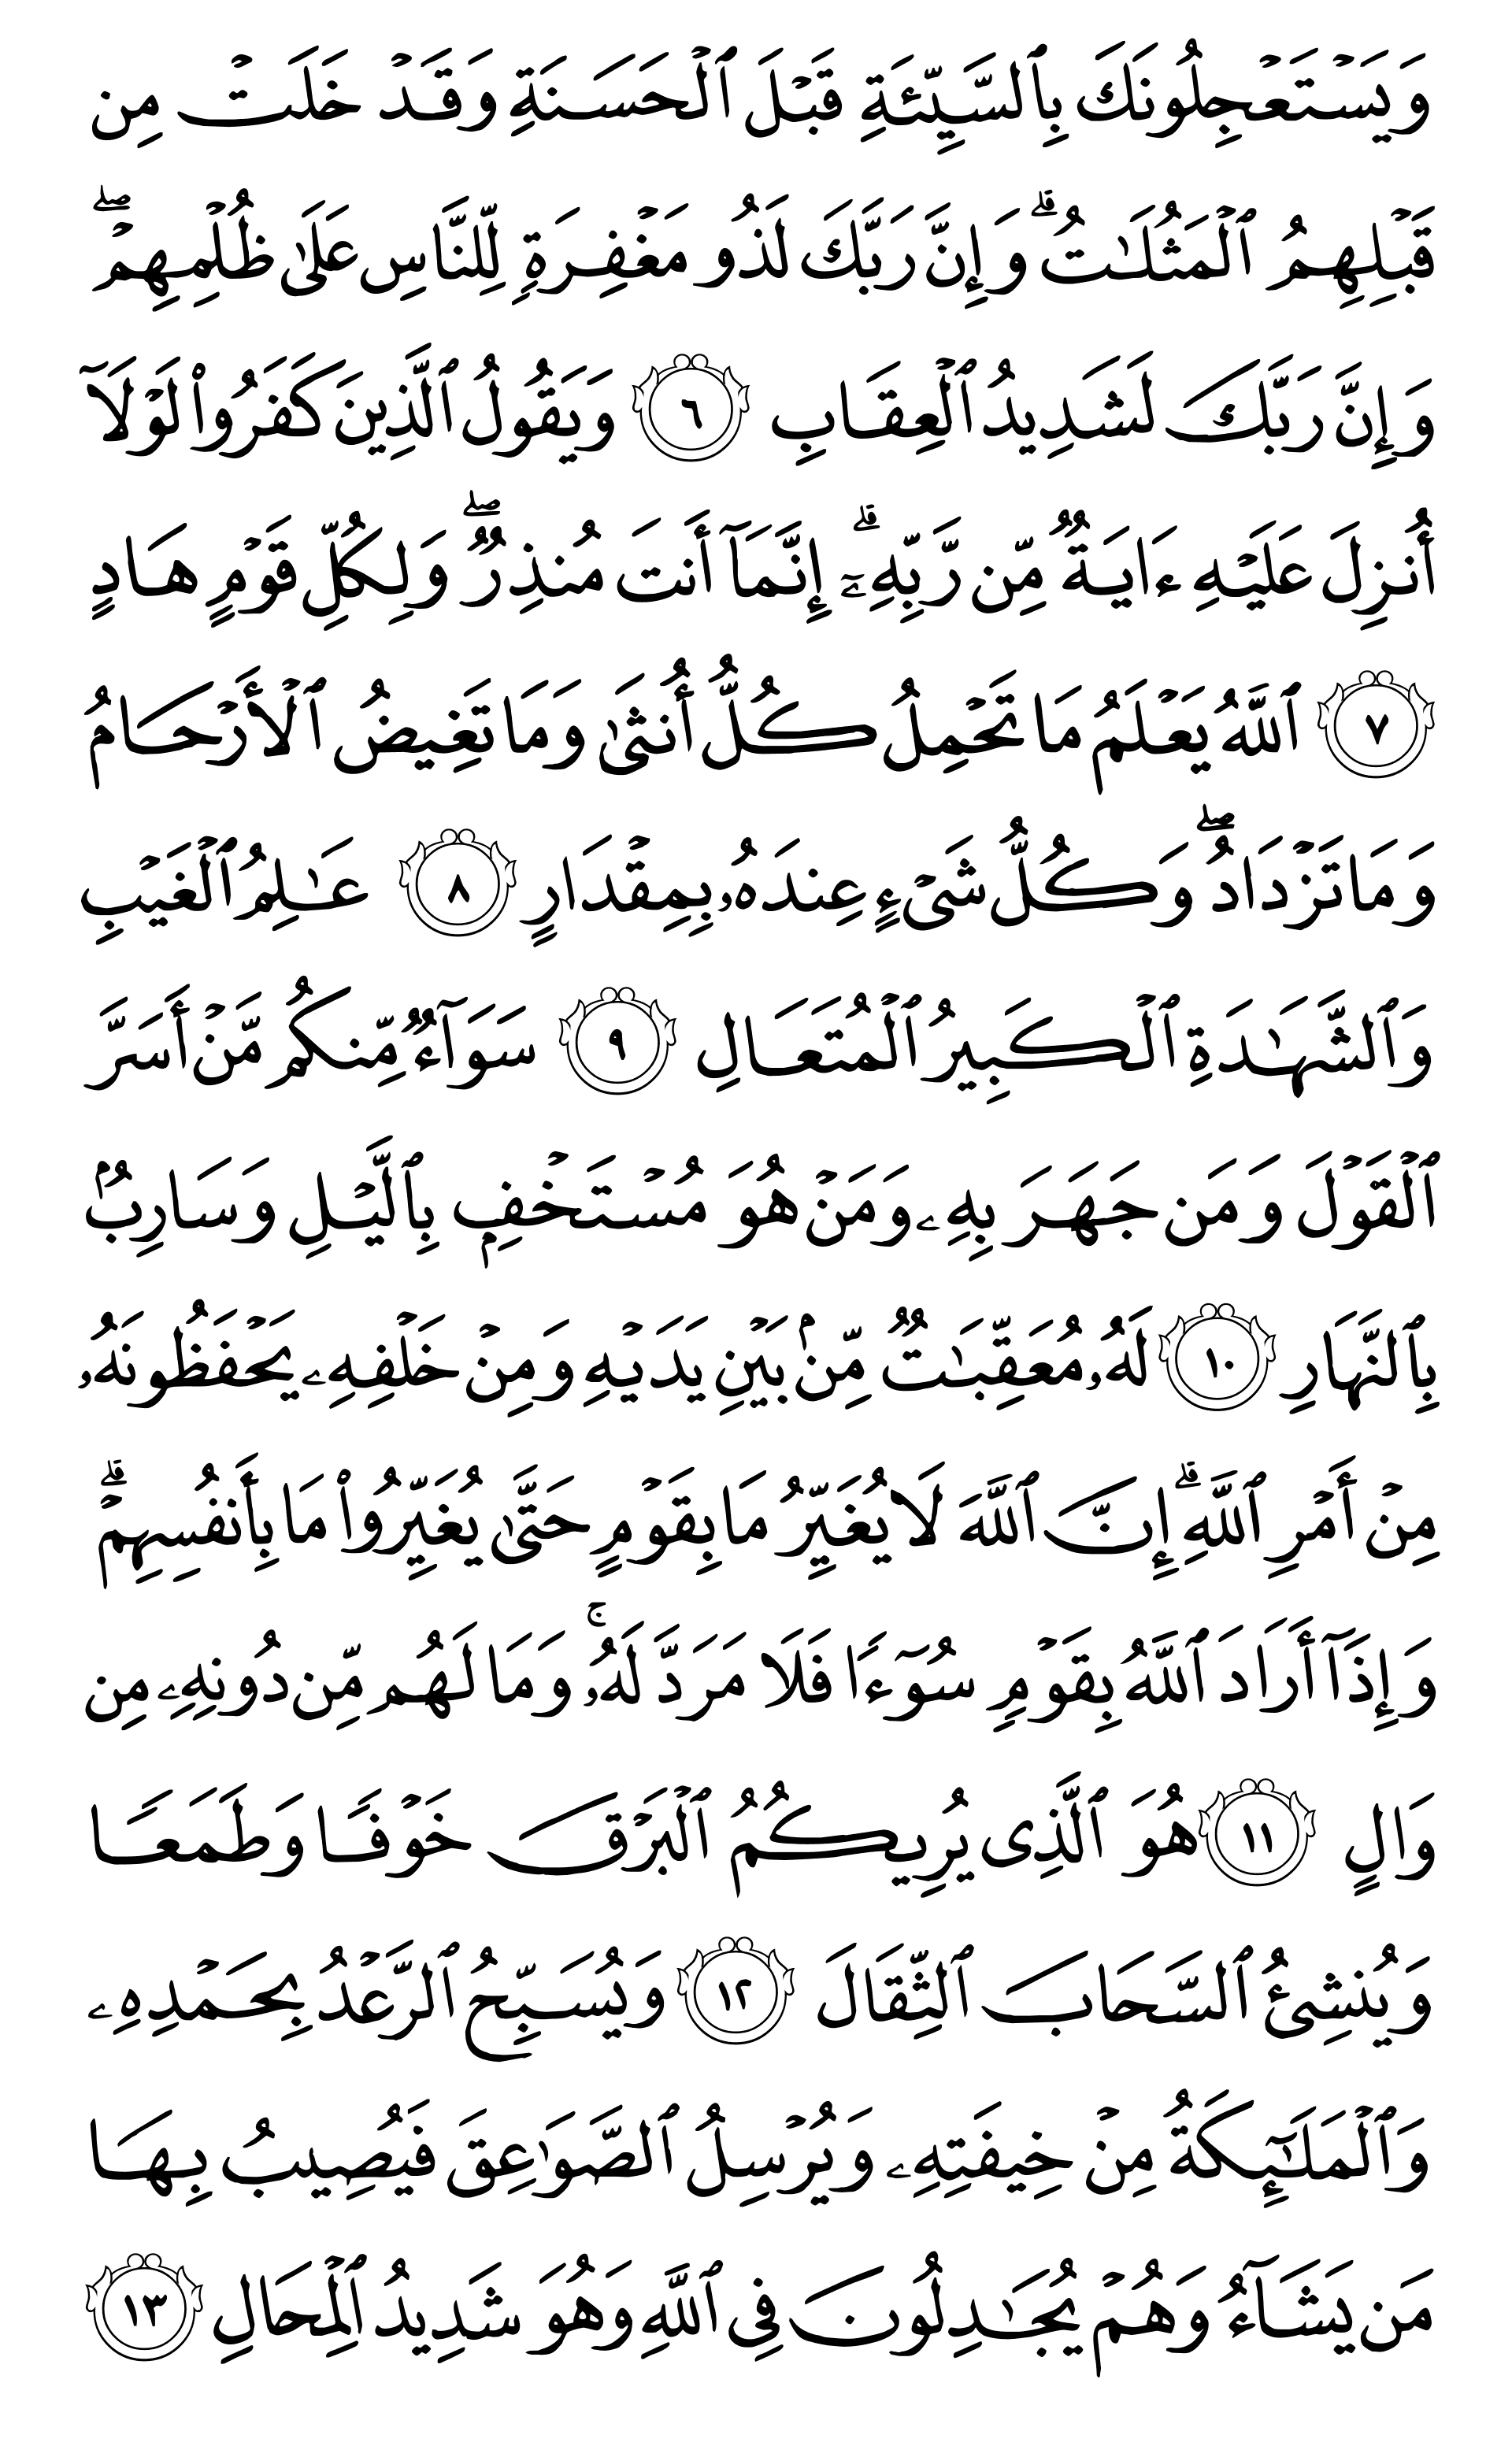 وَيَسۡتَعۡجِلُونَكَ بِٱلسَّيِّئَةِ قَبۡلَ ٱلۡحَسَنَةِ وَقَدۡ خَلَتۡ مِن
قَبۡلِهِمُ ٱلۡمَثُلَٰتُۗ وَإِنَّ رَبَّكَ لَذُو مَغۡفِرَةٖ لِّلنَّاسِ عَلَىٰ ظُلۡمِهِمۡۖ
وَإِنَّ رَبَّكَ لَشَدِيدُ ٱلۡعِقَابِ ٦ وَيَقُولُ ٱلَّذِينَ كَفَرُواْ لَوۡلَآ
أُنزِلَ عَلَيۡهِ ءَايَةٞ مِّن رَّبِّهِۦٓۗ إِنَّمَآ أَنتَ مُنذِرٞۖ وَلِكُلِّ قَوۡمٍ هَادٍ
٧ ٱللَّهُ يَعۡلَمُ مَا تَحۡمِلُ كُلُّ أُنثَىٰ وَمَا تَغِيضُ ٱلۡأَرۡحَامُ
وَمَا تَزۡدَادُۖ وَكُلُّ شَيۡءٍ عِندَهُۥ بِمِقۡدَارٍ ٨ عَٰلِمُ ٱلۡغَيۡبِ
وَٱلشَّهَٰدَةِ ٱلۡكَبِيرُ ٱلۡمُتَعَالِ ٩ سَوَآءٞ مِّنكُم مَّنۡ أَسَرَّ
ٱلۡقَوۡلَ وَمَن جَهَرَ بِهِۦ وَمَنۡ هُوَ مُسۡتَخۡفِۭ بِٱلَّيۡلِ وَسَارِبُۢ
بِٱلنَّهَارِ ١٠ لَهُۥ مُعَقِّبَٰتٞ مِّنۢ بَيۡنِ يَدَيۡهِ وَمِنۡ خَلۡفِهِۦ يَحۡفَظُونَهُۥ
مِنۡ أَمۡرِ ٱللَّهِۗ إِنَّ ٱللَّهَ لَا يُغَيِّرُ مَا بِقَوۡمٍ حَتَّىٰ يُغَيِّرُواْ مَا بِأَنفُسِهِمۡۗ
وَإِذَآ أَرَادَ ٱللَّهُ بِقَوۡمٖ سُوٓءٗا فَلَا مَرَدَّ لَهُۥۚ وَمَا لَهُم مِّن دُونِهِۦ مِن
وَالٍ ١١ هُوَ ٱلَّذِي يُرِيكُمُ ٱلۡبَرۡقَ خَوۡفٗا وَطَمَعٗا
وَيُنشِئُ ٱلسَّحَابَ ٱلثِّقَالَ ١٢ وَيُسَبِّحُ ٱلرَّعۡدُ بِحَمۡدِهِۦ
وَٱلۡمَلَٰٓئِكَةُ مِنۡ خِيفَتِهِۦ وَيُرۡسِلُ ٱلصَّوَٰعِقَ فَيُصِيبُ بِهَا
مَن يَشَآءُ وَهُمۡ يُجَٰدِلُونَ فِي ٱللَّهِ وَهُوَ شَدِيدُ ٱلۡمِحَالِ ١٣